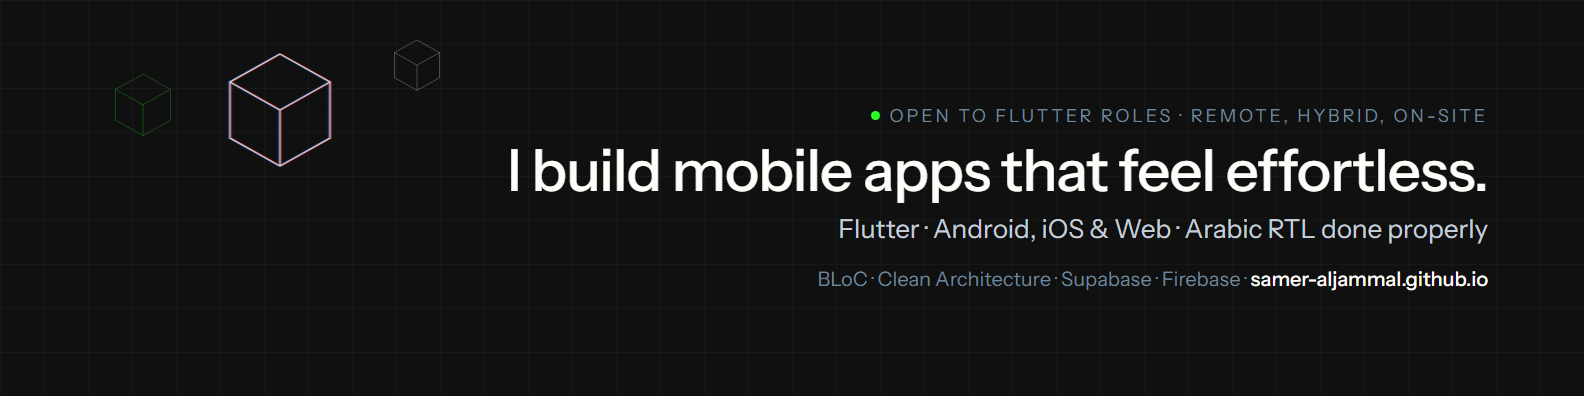 OPEN TO FLUTTER ROLES · REMOTE, HYBRID, ON-SITE
I build mobile apps that feel effortless.
Flutter · Android, iOS & Web · Arabic RTL done properly
BLoC · Clean Architecture · Supabase · Firebase · samer-aljammal.github.io